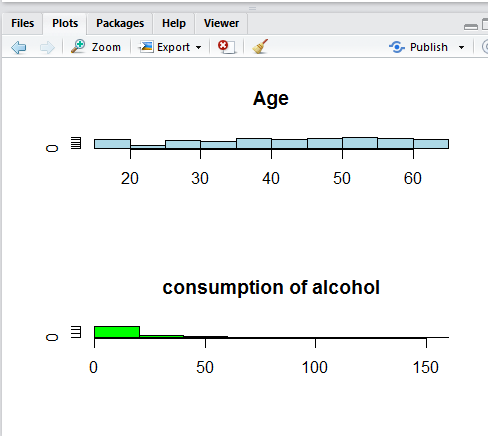 Files Plots Packages Help Viewer
Zoom Export Publish
Age
0
20 30 40 50 60
consumption of alcohol
0
0 50 100 150